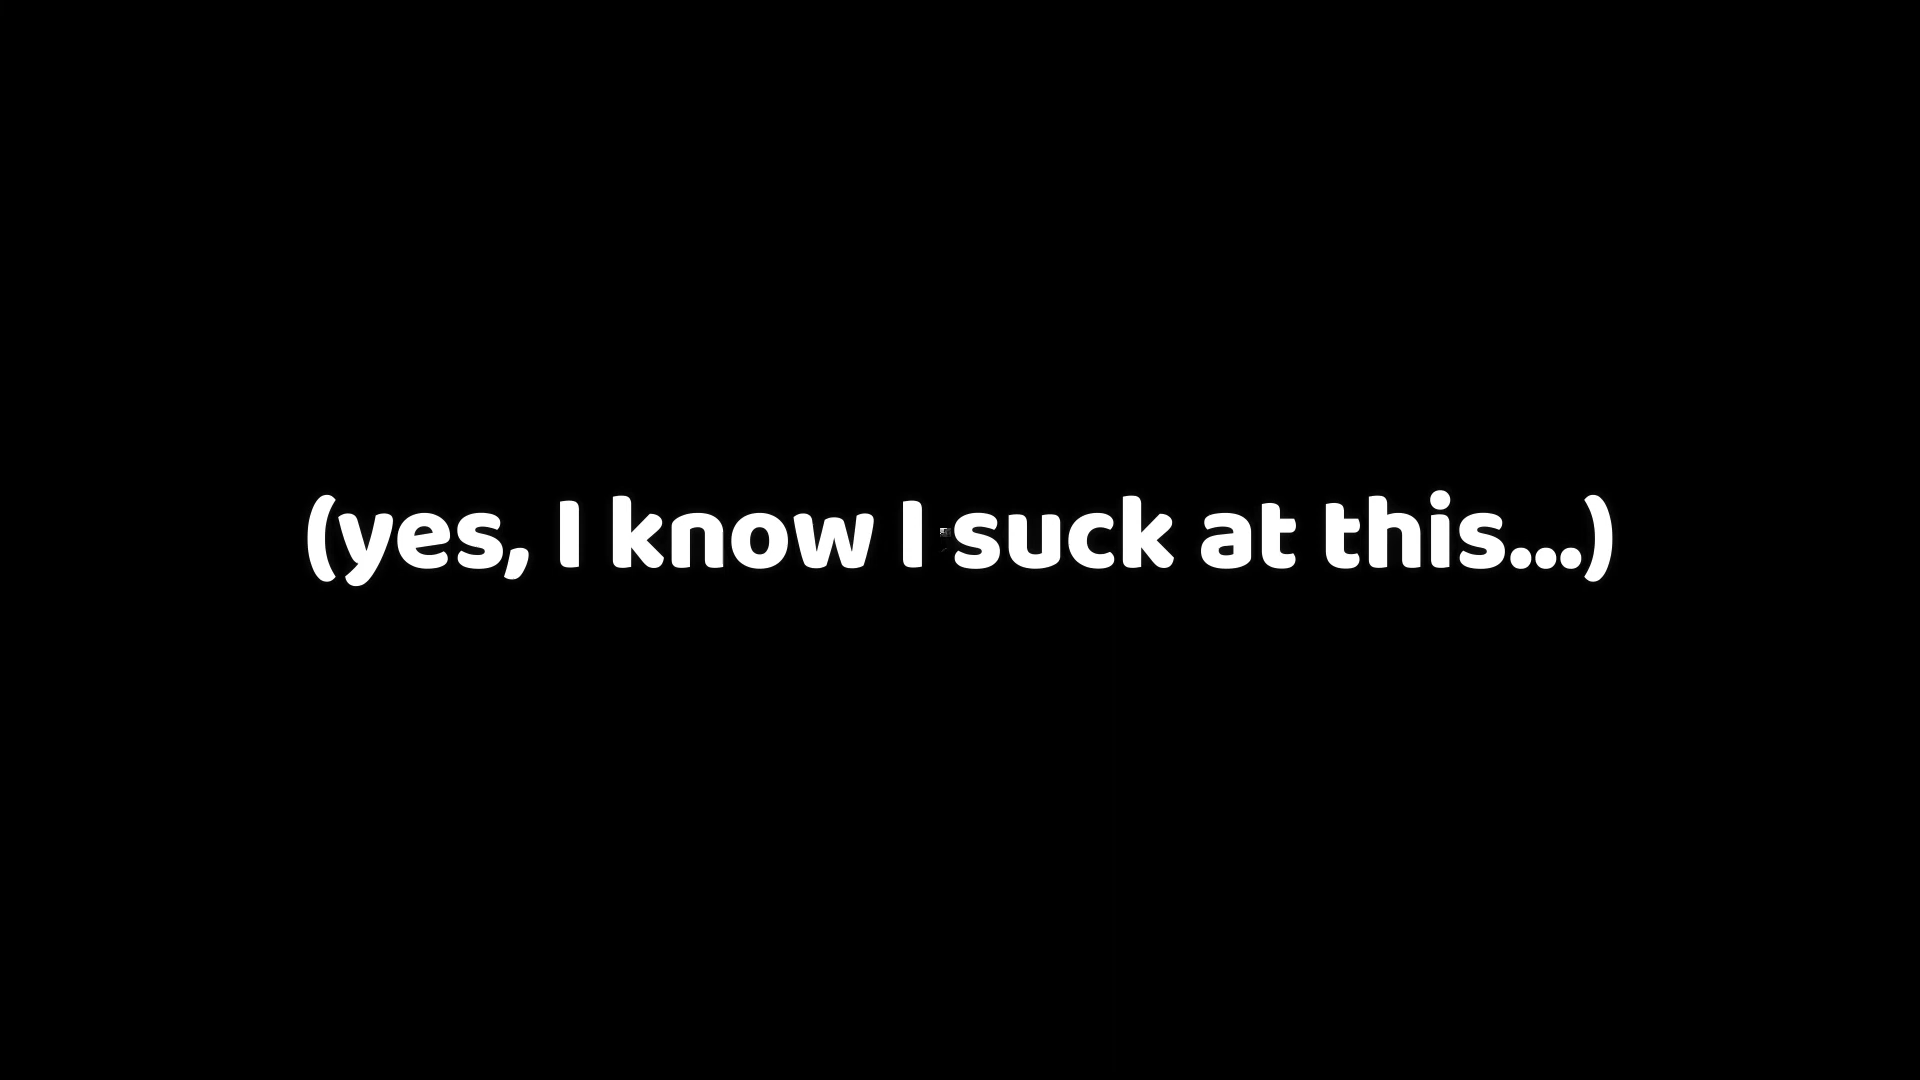 (yes, I know I suck at this...)